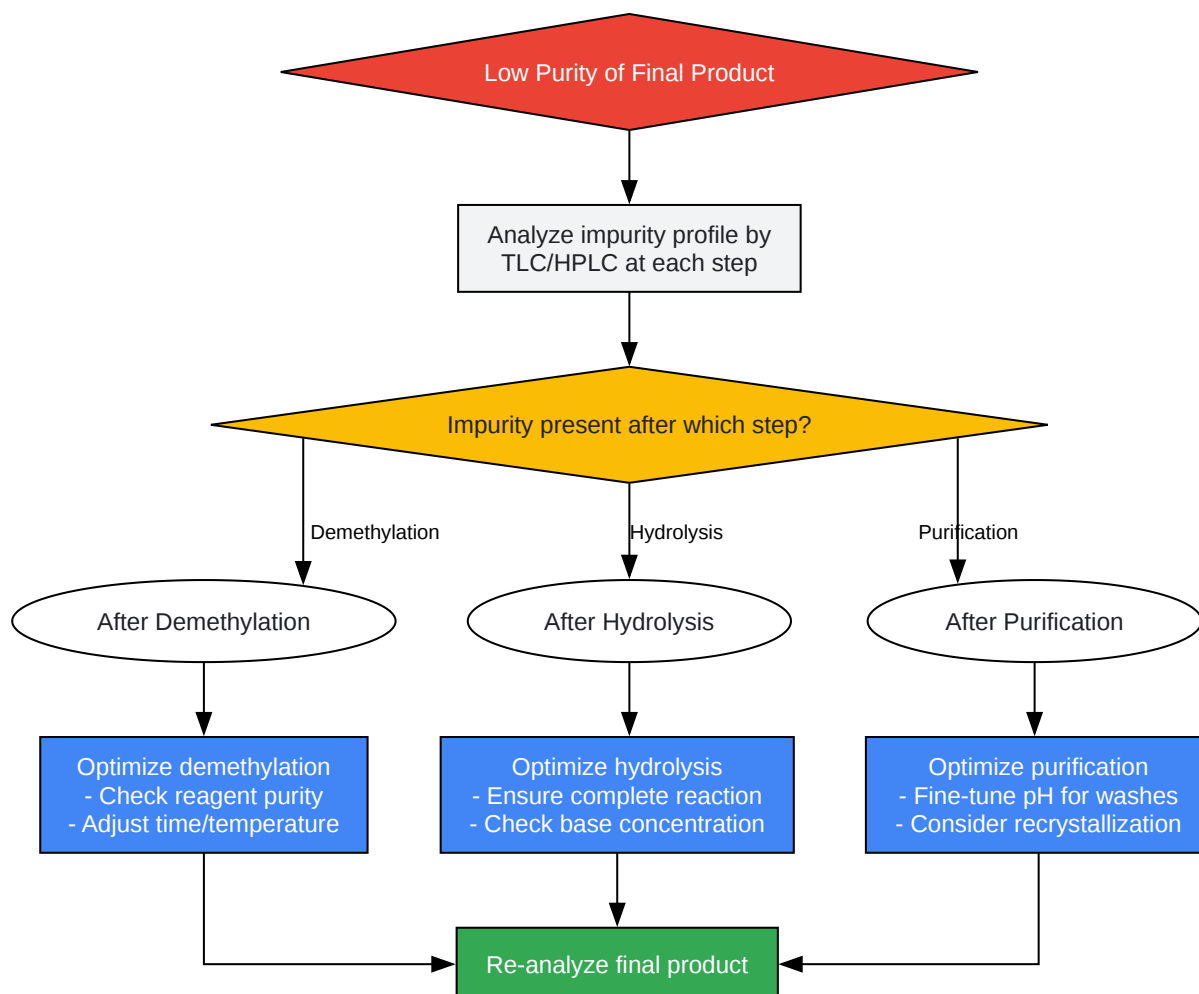 Low Purity of Final Product
Analyze impurity profile by
TLC/HPLC at each step
Impurity present after which step?
Demethylation
Hydrolysis
Purification
After Demethylation
After Hydrolysis
After Purification
Optimize demethylation
- Check reagent purity
- Adjust time/temperature
Optimize hydrolysis
- Ensure complete reaction
- Check base concentration
Optimize purification
- Fine-tune pH for washes
- Consider recrystallization
Re-analyze final product